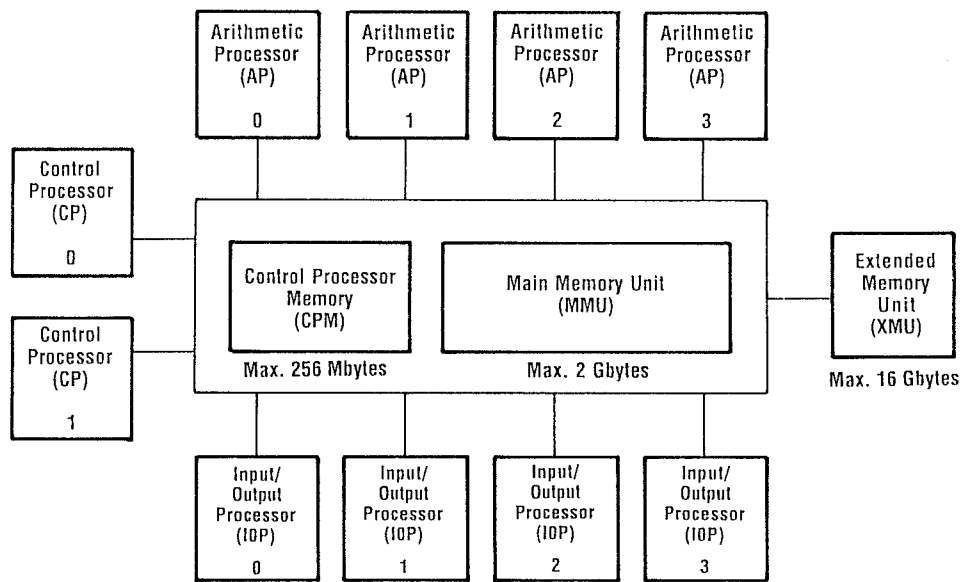 Arithmetic
Processor
(AP)
0
Arithmetic
Processor
(AP)
1
Arithmetic
Processor
(AP)
2
Arithmetic
Processor
(AP)
3
Control
Processor
(CP)
0
Control
Processor
(CP)
1
Control Processor
Memory
(CPM)
Max. 256 Mbytes
Main Memory Unit
(MMU)
Max. 2 Gbytes
Extended
Memory
Unit
(XMU)
Max. 16 Gbytes
Input/
Output
Processor
(IOP)
0
Input/
Output
Processor
(IOP)
1
Input/
Output
Processor
(IOP)
2
Input/
Output
Processor
(IOP)
3